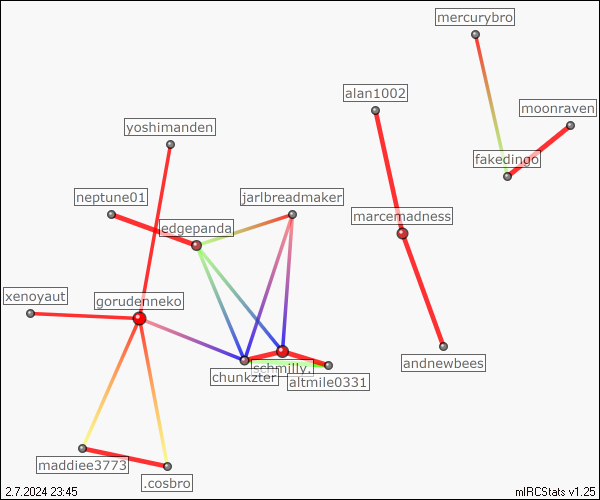 mercurybro
alan1002
moonraven
yoshimanden
fakedingo
neptune01
jarlbreadmaker
marcemadness
edgepanda
xenoyaut
gorudenneko
andnewbees
schmilly.
chunkzter
altmile0331
maddiee3773
.cosbro
2.7.2024 23:45
mIRCStats v1.25